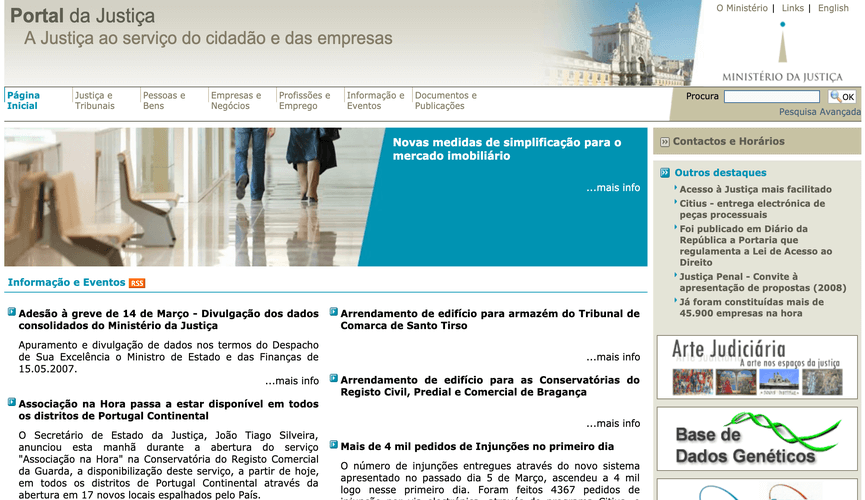 Portal da Justiça
A Justiça ao serviço do cidadão e das empresas
O Ministério | Links | English
MINISTÉRIO DA JUSTIÇA
Página
Inicial
Justiça e
Tribunais
Pessoas e
Bens
Empresas e
Negócios
Profissões e
Emprego
Informação e
Eventos
Documentos e
Publicações
Procura
OK
Pesquisa Avançada
Novas medidas de simplificação para o
mercado imobiliário
...mais info
Informação e Eventos RSS
Adesão à greve de 14 de Março - Divulgação dos dados
consolidados do Ministério da Justiça
Apuramento e divulgação de dados nos termos do Despacho
de Sua Excelência o Ministro de Estado e das Finanças de
15.05.2007.
...mais info
Associação na Hora passa a estar disponível em todos
os distritos de Portugal Continental
O Secretário de Estado da Justiça, João Tiago Silveira,
anunciou esta manhã durante a abertura do serviço
"Associação na Hora" na Conservatória do Registo Comercial
da Guarda, a disponibilização deste serviço, a partir de hoje,
em todos os distritos de Portugal Continental através da
abertura em 17 novos locais espalhados pelo País.
Arrendamento de edifício para armazém do Tribunal de
Comarca de Santo Tirso
...mais info
Arrendamento de edifício para as Conservatórias do
Registo Civil, Predial e Comercial de Bragança
...mais info
Mais de 4 mil pedidos de Injunções no primeiro dia
O número de injunções entregues através do novo sistema
apresentado no passado dia 5 de Março, ascendeu a 4 mil
logo nesse primeiro dia. Foram feitos 4367 pedidos de
Contactos e Horários
Outros destaques
Acesso à Justiça mais facilitado
Citius - entrega electrónica de
peças processuais
Foi publicado em Diário da
República a Portaria que
regulamenta a Lei de Acesso ao
Direito
Justiça Penal - Convite à
apresentação de propostas (2008)
Já foram constituídas mais de
45.900 empresas na hora
Arte Judiciária
A arte nos espaços da justiça
Base de
Dados Genéticos